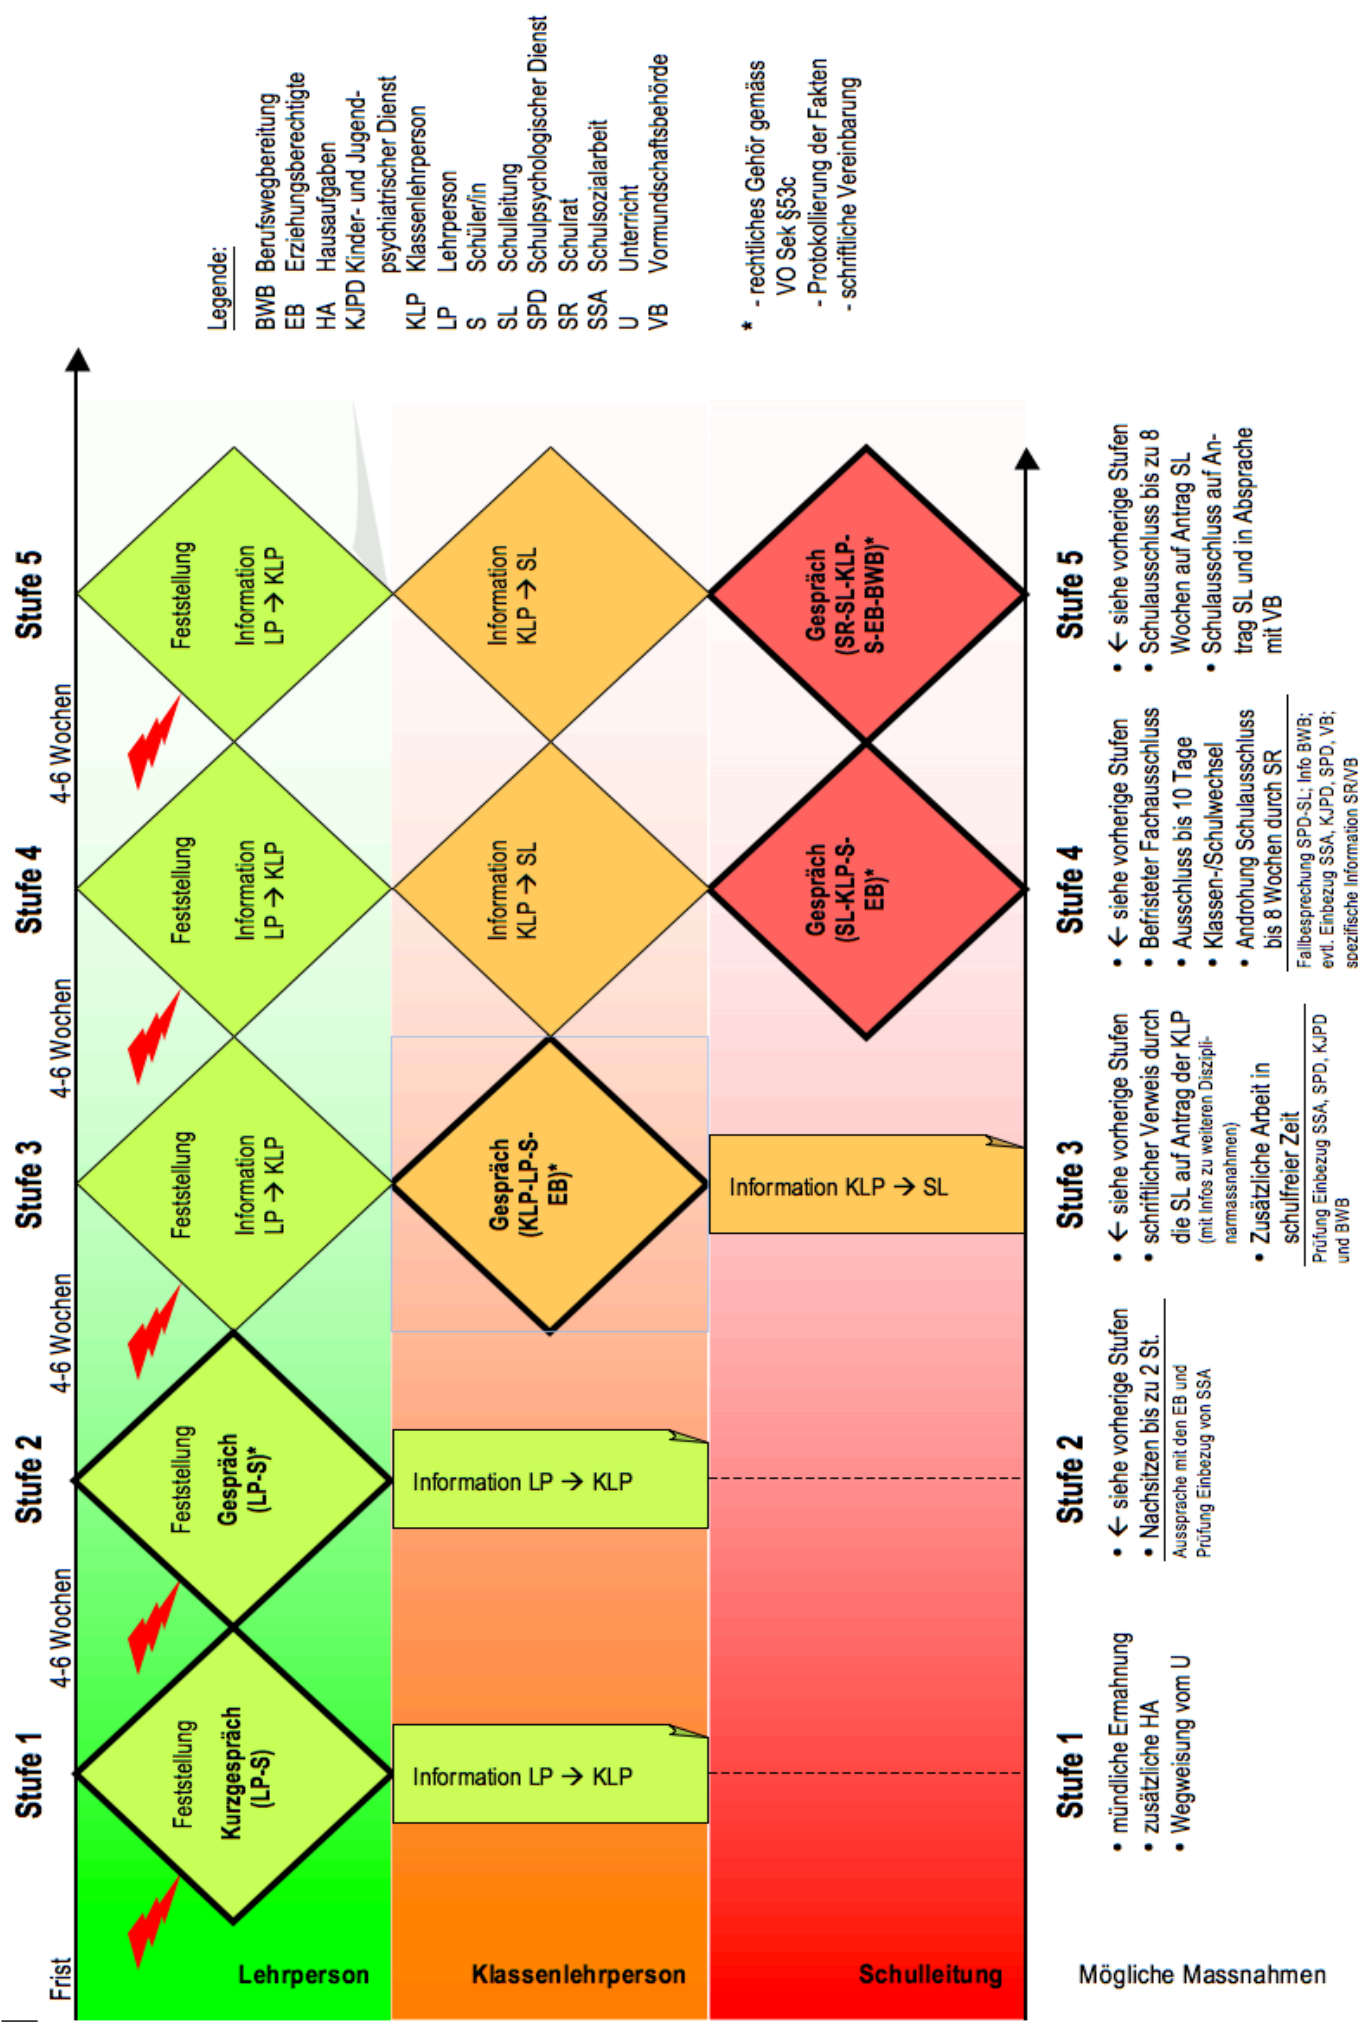 Frist
4-6 Wochen
4-6 Wochen
4-6 Wochen
4-6 Wochen
Stufe 1
Stufe 2
Stufe 3
Stufe 4
Stufe 5
Lehrperson
Feststellung
Kurzgespräch
(LP-S)
Feststellung
Gespräch
(LP-S)*
Feststellung
Information
LP → KLP
Feststellung
Information
LP → KLP
Feststellung
Information
LP → KLP
Klassenlehrperson
Information LP → KLP
Information LP → KLP
Gespräch
(KLP-LP-S-
EB)*
Information
KLP → SL
Information
KLP → SL
Schulleitung
Information KLP → SL
Gespräch
(SL-KLP-S-
EB)*
Gespräch
(SR-SL-KLP-
S-EB-BWB)*
Mögliche Massnahmen
Stufe 1
• mündliche Ermahnung
• zusätzliche HA
• Wegweisung vom U
Stufe 2
• ← siehe vorherige Stufen
• Nachsitzen bis zu 2 St.
Aussprache mit den EB und
Prüfung Einbezug von SSA
Stufe 3
• ← siehe vorherige Stufen
• schriftlicher Verweis durch
die SL auf Antrag der KLP
(mit Infos zu weiteren Diszipli-
narmassnahmen)
• Zusätzliche Arbeit in
schulfreier Zeit
Prüfung Einbezug SSA, SPD, KJPD
und BWB
Stufe 4
• ← siehe vorherige Stufen
• Befristeter Fachausschluss
• Ausschluss bis 10 Tage
• Klassen-/Schulwechsel
• Androhung Schulausschluss
bis 8 Wochen durch SR
Fallbesprechung SPD-SL; Info BWB;
evtl. Einbezug SSA, KJPD, SPD, VB;
spezifische Information SR/VB
Stufe 5
• ← siehe vorherige Stufen
• Schulausschluss bis zu 8
Wochen auf Antrag SL
• Schulausschluss auf An-
trag SL und in Absprache
mit VB
Legende:
BWB Berufswegbereitung
EB Erziehungsberechtigte
HA Hausaufgaben
KJPD Kinder- und Jugend-
psychiatrischer Dienst
KLP Klassenlehrperson
LP Lehrperson
S Schüler/in
SL Schulleitung
SPD Schulpsychologischer Dienst
SR Schulrat
SSA Schulsozialarbeit
U Unterricht
VB Vormundschaftsbehörde
* - rechtliches Gehör gemäss
VO Sek §53c
- Protokollierung der Fakten
- schriftliche Vereinbarung